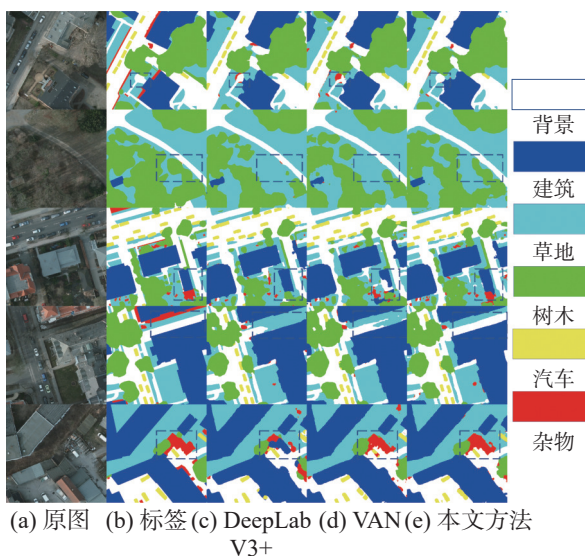 背景
建筑
草地
树木
汽车
杂物
(a) 原图 (b) 标签 (c) DeepLab (d) VAN (e) 本文方法
V3+